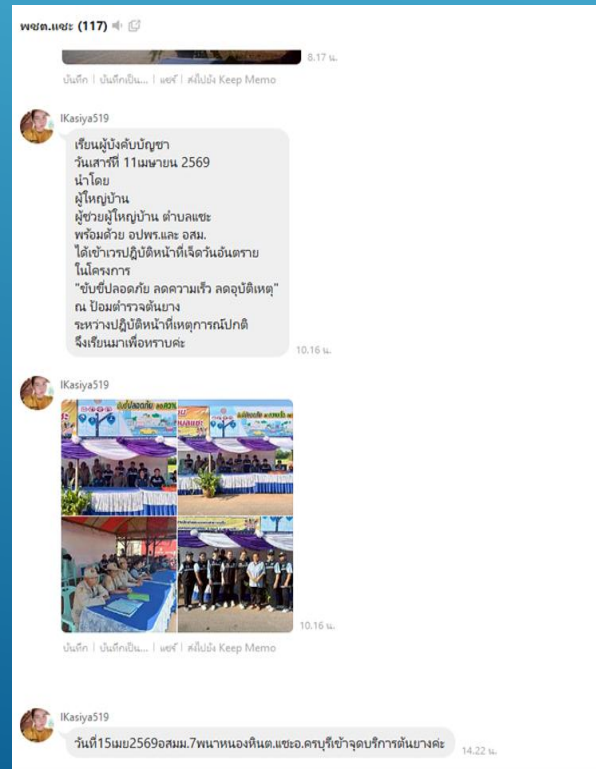 พชต.แชะ (117)
8.17 น.
บันทึก | บันทึกเป็น... | แชร์ | ส่งไปยัง Keep Memo
IKasiya519
เรียนผู้บังคับบัญชา
วันเสาร์ที่ 11เมษายน 2569
นำโดย
ผู้ใหญ่บ้าน
ผู้ช่วยผู้ใหญ่บ้าน ตำบลแชะ
พร้อมด้วย อปพร.และ อสม.
ได้เข้าเวรปฎิบัติหน้าที่เจ็ดวันอันตราย
ในโครงการ
"ขับขี่ปลอดภัย ลดความเร็ว ลดอุบัติเหตุ"
ณ ป้อมตำรวจต้นยาง
ระหว่างปฎิบัติหน้าที่เหตุการณ์ปกติ
จึงเรียนมาเพื่อทราบค่ะ
10.16 น.
IKasiya519
10.16 น.
บันทึก | บันทึกเป็น... | แชร์ | ส่งไปยัง Keep Memo
IKasiya519
วันที่15เมย2569อสมม.7พนาหนองหินต.แชะอ.ครบุรีเข้าจุดบริการต้นยางค่ะ
14.22 น.